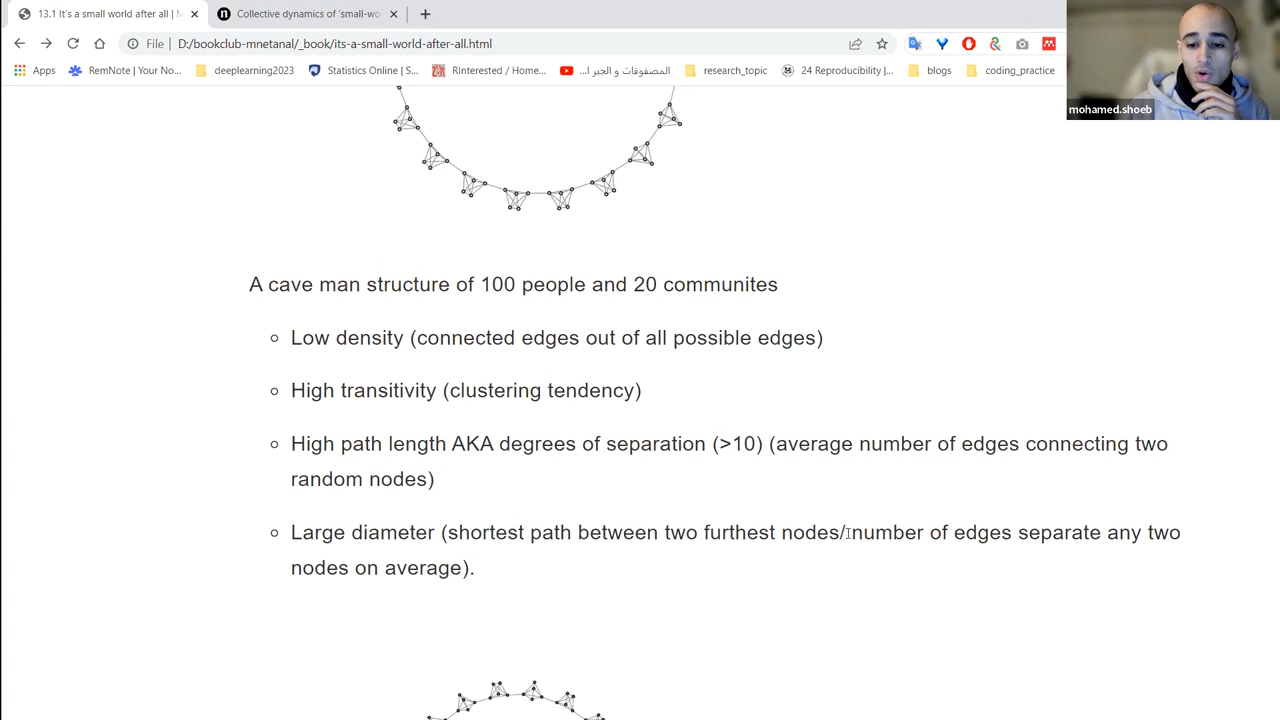 13.1 It's a small world after all | M
Collective dynamics of 'small-wo
File
D:/bookclub-mnetanal/_book/its-a-small-world-after-all.html
Apps
RemNote | Your No...
deeplearning2023
Statistics Online | S...
RInterested / Home...
المصفوفات و الجبر ا...
research_topic
24 Reproducibility |...
blogs
coding_practice
mohamed.shoeb
A cave man structure of 100 people and 20 communites
Low density (connected edges out of all possible edges)
High transitivity (clustering tendency)
High path length AKA degrees of separation (>10) (average number of edges connecting two
random nodes)
Large diameter (shortest path between two furthest nodes/number of edges separate any two
nodes on average).